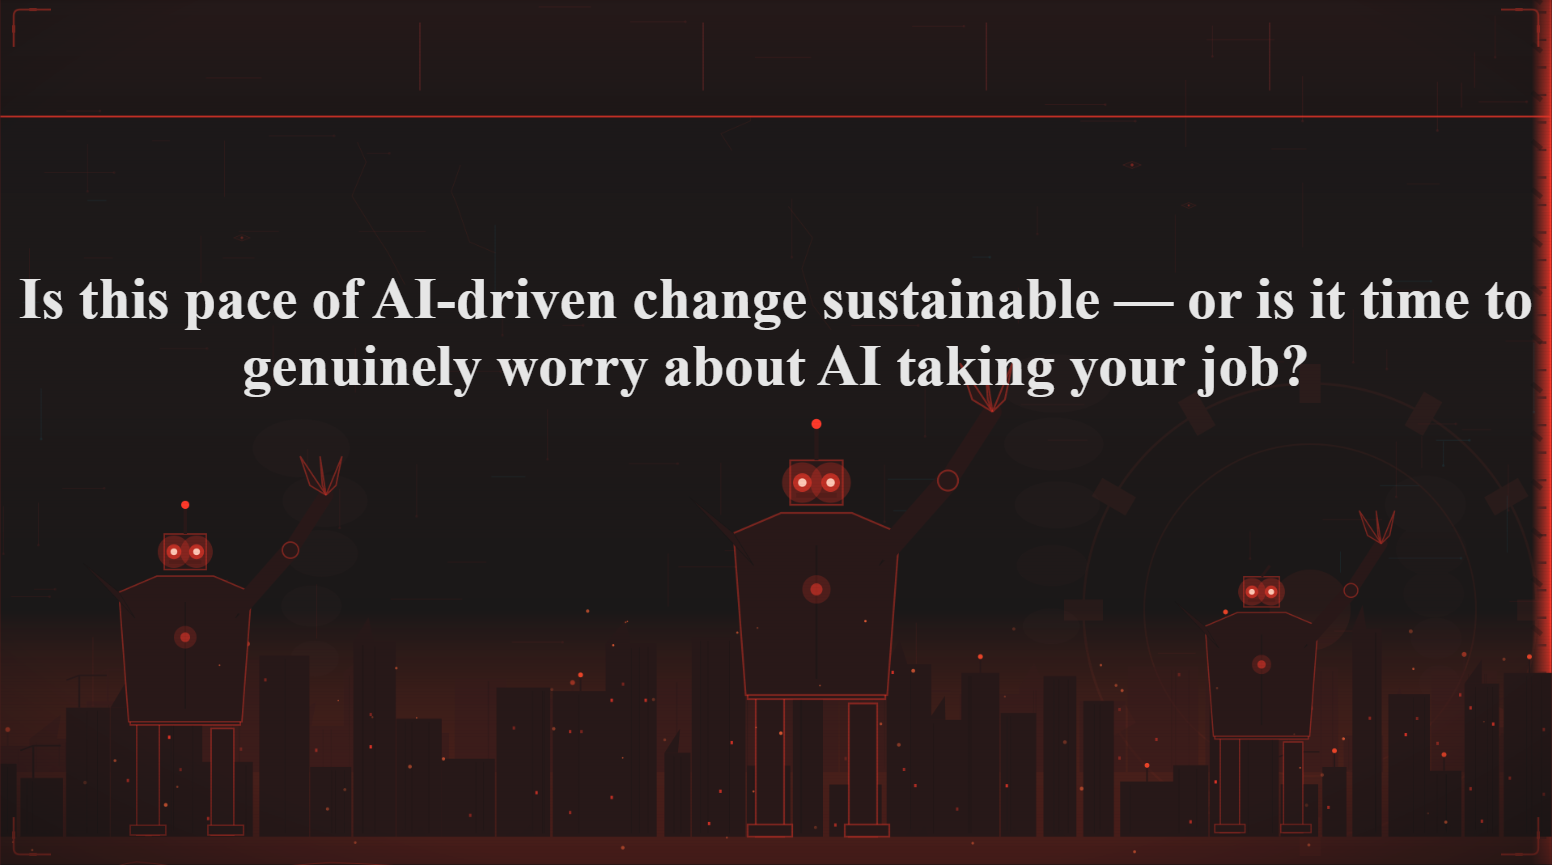 Is this pace of AI-driven change sustainable — or is it time to
genuinely worry about AI taking your job?